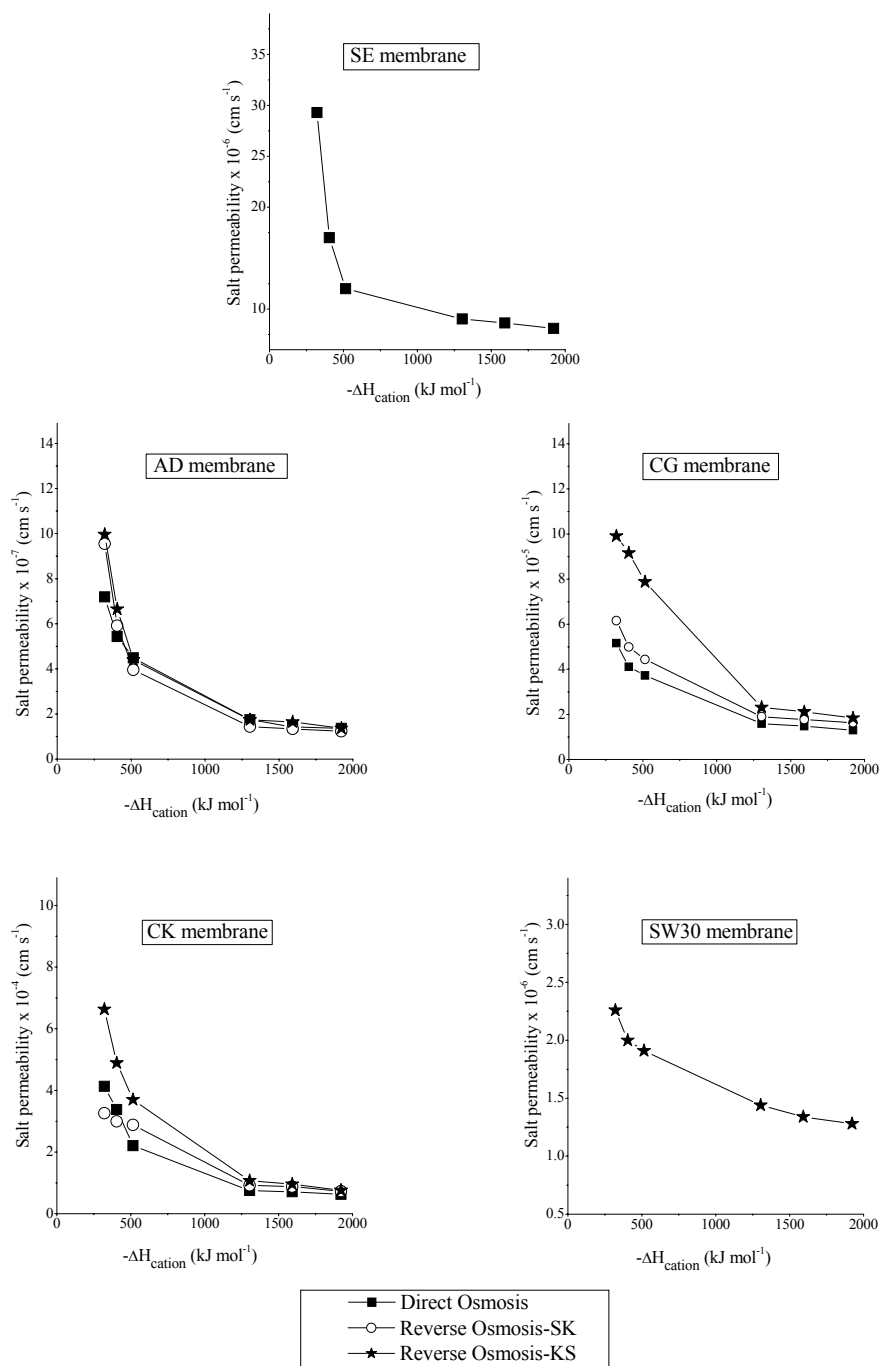 SE membrane
Salt permeability x 10⁻⁶ (cm s⁻¹)
35
30
25
20
10
0 500 1000 1500 2000
-ΔH_cation (kJ mol⁻¹)
AD membrane
Salt permeability x 10⁻⁷ (cm s⁻¹)
14
12
10
8
6
4
2
0
0 500 1000 1500 2000
-ΔH_cation (kJ mol⁻¹)
CG membrane
Salt permeability x 10⁻⁵ (cm s⁻¹)
14
12
10
8
6
4
2
0
0 500 1000 1500 2000
-ΔH_cation (kJ mol⁻¹)
CK membrane
Salt permeability x 10⁻⁴ (cm s⁻¹)
10
8
6
4
2
0
0 500 1000 1500 2000
-ΔH_cation (kJ mol⁻¹)
SW30 membrane
Salt permeability x 10⁻⁶ (cm s⁻¹)
3.0
2.5
2.0
1.5
1.0
0.5
0 500 1000 1500 2000
-ΔH_cation (kJ mol⁻¹)
Direct Osmosis
Reverse Osmosis-SK
Reverse Osmosis-KS